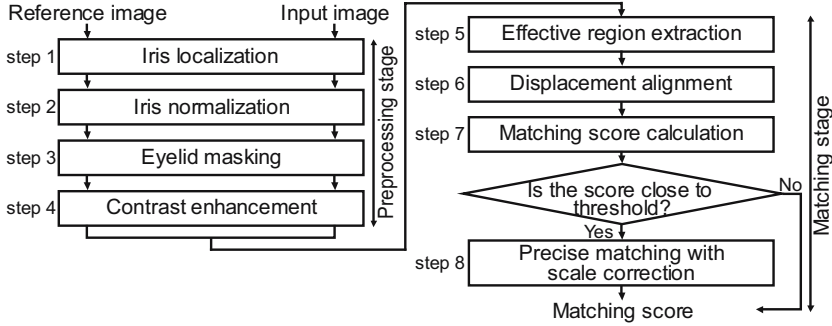 Reference image
Input image
step 1
Iris localization
step 2
Iris normalization
step 3
Eyelid masking
step 4
Contrast enhancement
Preprocessing stage
step 5
Effective region extraction
step 6
Displacement alignment
step 7
Matching score calculation
Is the score close to
threshold?
No
Yes
step 8
Precise matching with
scale correction
Matching score
Matching stage